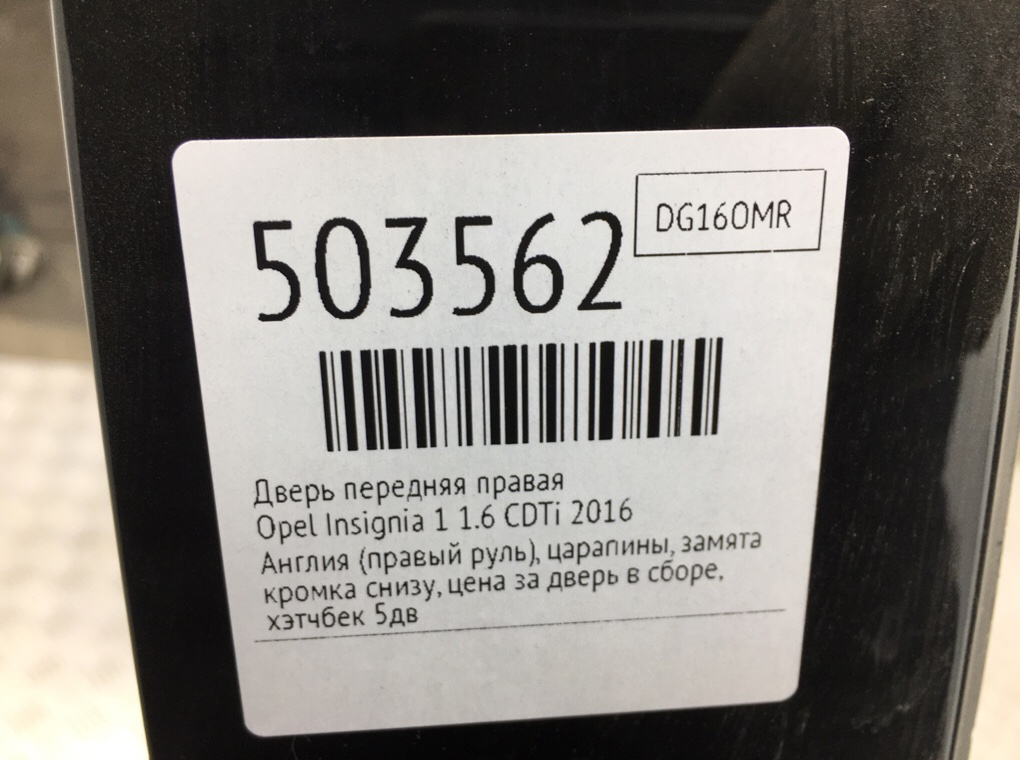 DG160MR
503562
Дверь передняя правая
Opel Insignia 1 1.6 CDTi 2016
Англия (правый руль), царапины, замята
кромка снизу, цена за дверь в сборе,
хэтчбек 5дв